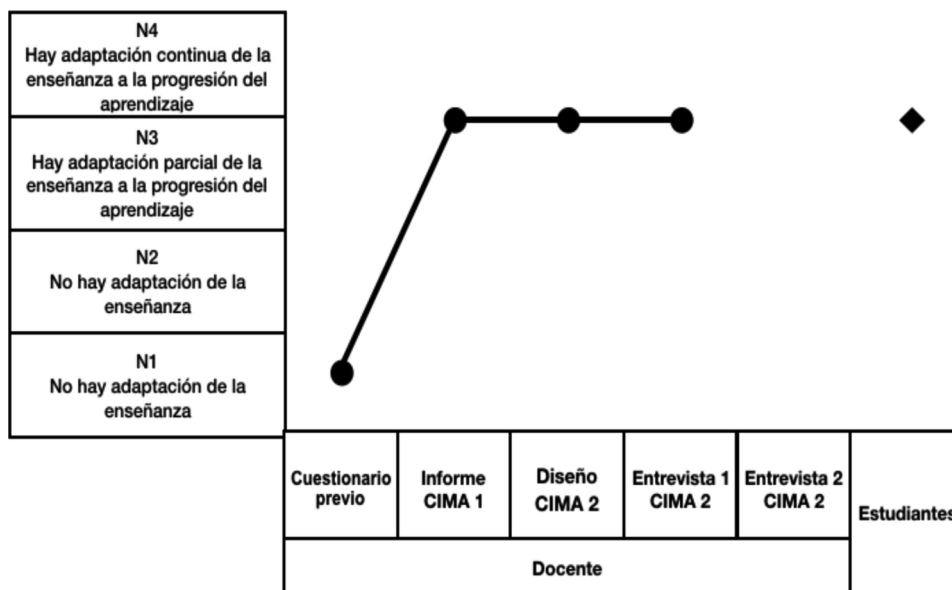 N4
Hay adaptación continua de la
enseñanza a la progresión del
aprendizaje
N3
Hay adaptación parcial de la
enseñanza a la progresión del
aprendizaje
N2
No hay adaptación de la
enseñanza
N1
No hay adaptación de la
enseñanza
Cuestionario
previo
Informe
CIMA 1
Diseño
CIMA 2
Entrevista 1
CIMA 2
Entrevista 2
CIMA 2
Estudiantes
Docente